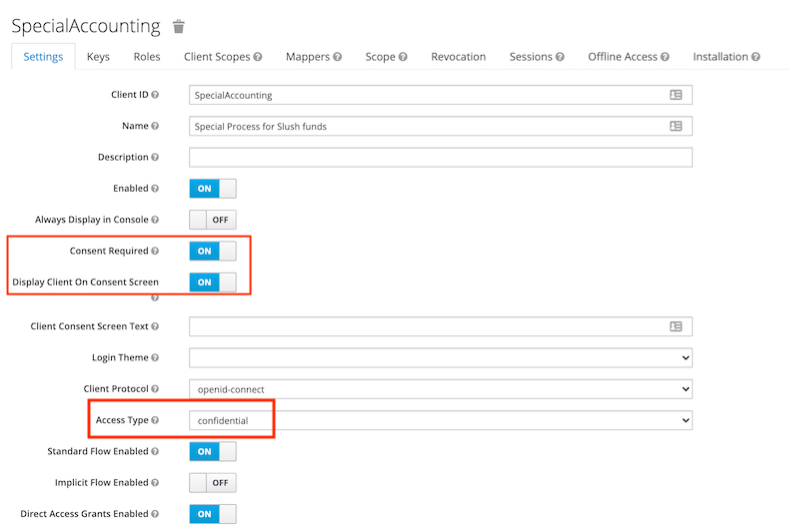 SpecialAccounting
Settings Keys Roles Client Scopes Mappers Scope Revocation Sessions Offline Access Installation
Client ID SpecialAccounting
Name Special Process for Slush funds
Description
Enabled ON
Always Display in Console OFF
Consent Required ON
Display Client On Consent Screen ON
Client Consent Screen Text
Login Theme
Client Protocol openid-connect
Access Type confidential
Standard Flow Enabled ON
Implicit Flow Enabled OFF
Direct Access Grants Enabled ON